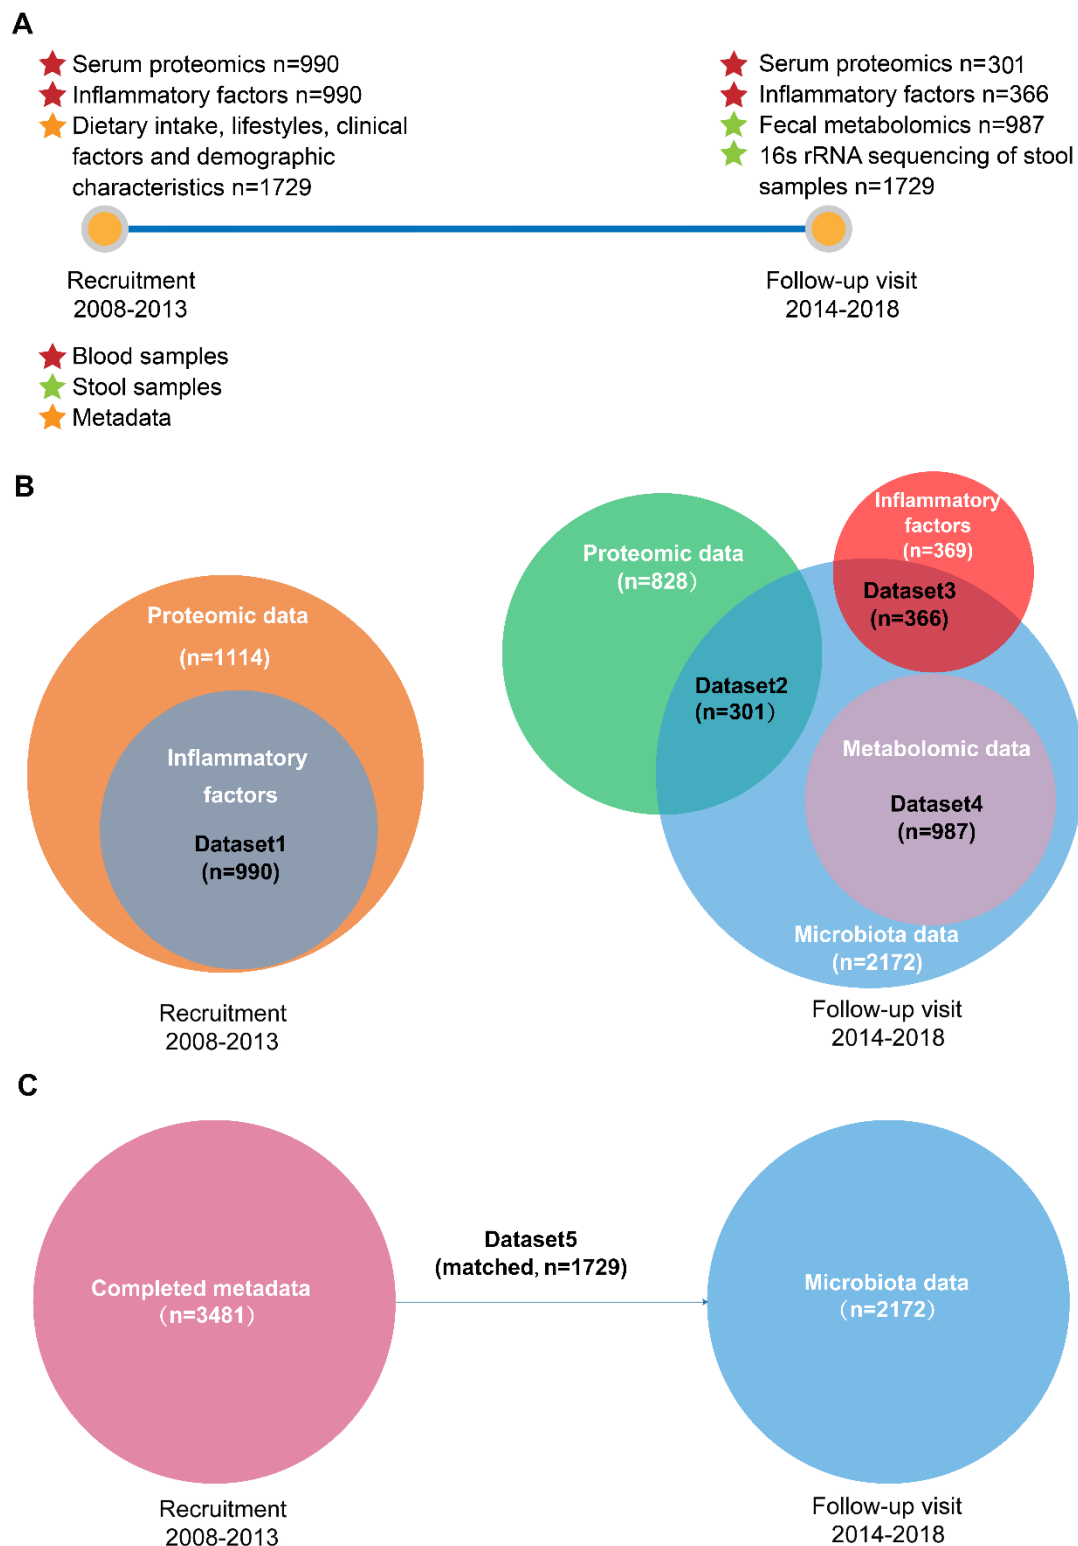 A
Serum proteomics n=990
Inflammatory factors n=990
Dietary intake, lifestyles, clinical
factors and demographic
characteristics n=1729
Serum proteomics n=301
Inflammatory factors n=366
Fecal metabolomics n=987
16s rRNA sequencing of stool
samples n=1729
Recruitment
2008-2013
Follow-up visit
2014-2018
Blood samples
Stool samples
Metadata
B
Proteomic data
(n=1114)
Inflammatory
factors
Dataset1
(n=990)
Recruitment
2008-2013
Proteomic data
(n=828)
Inflammatory
factors
(n=369)
Dataset3
(n=366)
Dataset2
(n=301)
Metabolomic data
Dataset4
(n=987)
Microbiota data
(n=2172)
Follow-up visit
2014-2018
C
Completed metadata
(n=3481)
Dataset5
(matched, n=1729)
Microbiota data
(n=2172)
Recruitment
2008-2013
Follow-up visit
2014-2018